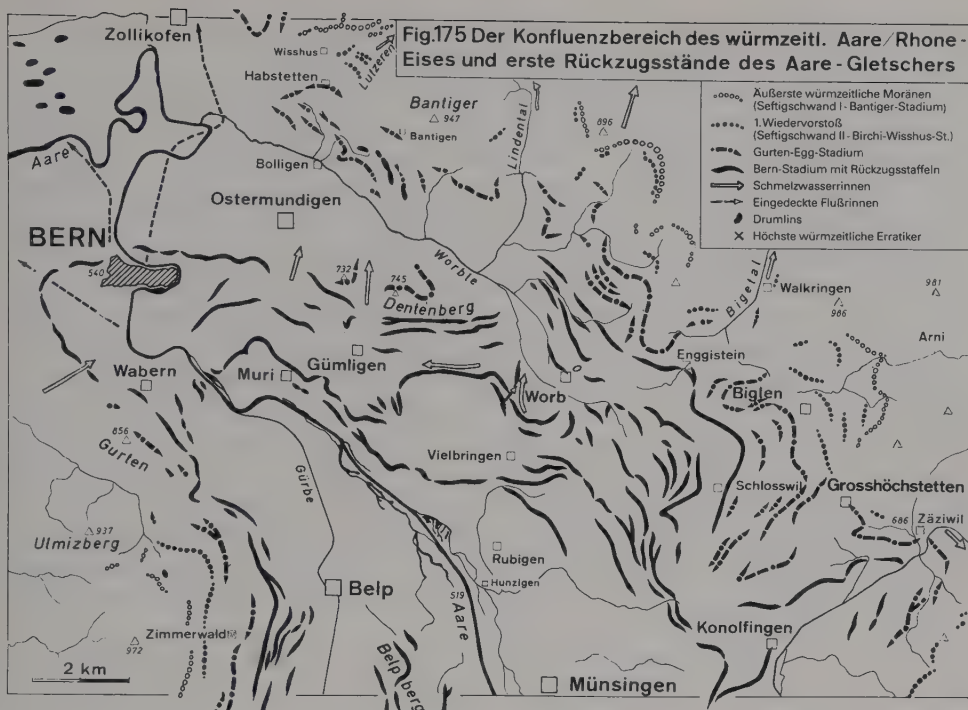 Fig.175 Der Konfluenzbereich des würmzeitl. Aare/Rhone-
Eises und erste Rückzugsstände des Aare-Gletschers
Äußerste würmzeitliche Moränen
(Seftigschwand I-Bantiger-Stadium)
1.Wiedervorstoß
(Seftigschwand II-Birchi-Wisshus-St.)
Gurten-Egg-Stadium
Bern-Stadium mit Rückzugsstaffeln
Schmelzwasserrinnen
Eingedeckte Flußrinnen
Drumlins
Höchste würmzeitliche Erratiker
Zollikofen
Wisshus
Lutzeren
Habstetten
Bantiger
947
Lindental
896
Bantigen
Aare
Bolligen
Ostermundigen
BERN
Worble
540
732
745
Dentenberg
Bigetal
Walkringen
986
981
Arni
Enggistein
Gümligen
Wabern
Muri
Worb
Biglen
856
Gurten
Vielbringen
Schlosswil
Grosshöchstetten
Gürbe
686
Zäziwil
937
Ulmizberg
Rubigen
Hunzigen
Belp
519
Aare
Zimmerwald
972
Konolfingen
Belpberg
2 km
Münsingen